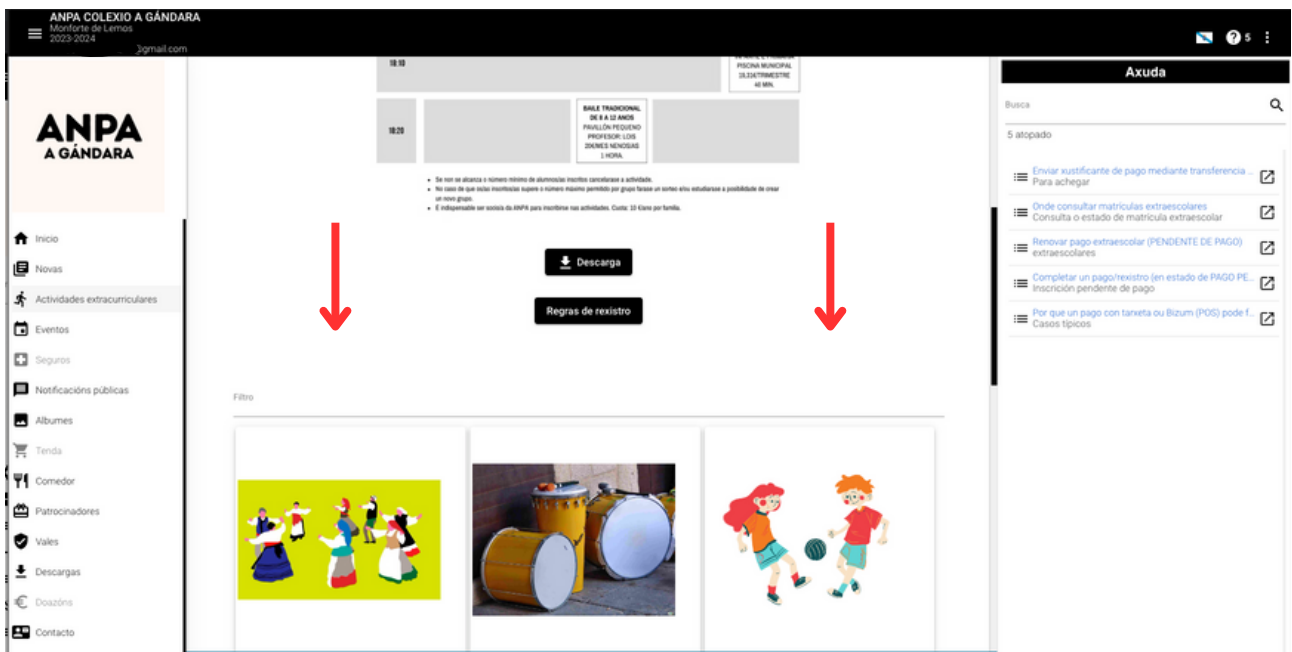 ANPA COLEXIO A GÁNDARA
Monforte de Lemos
2023-2024
@gmail.com
5
ANPA
A GÁNDARA
Inicio
Novas
Actividades extracurriculares
Eventos
Seguros
Notificacións públicas
Albumes
Tenda
Comedor
Patrocinadores
Vales
Descargas
Doazóns
Contacto
18:10
PISCINA MUNICIPAL
40 MIN.
18:20
BAILE TRADICIONAL
DE 8 A 12 ANOS
PAVILLÓN PEQUENO
PROFESOR: LOIS
20€/MES NENOS/AS
1 HORA.
Se non se alcanza o número mínimo de alumnos/as inscritos cancelarase a actividade.
No caso de que os/as inscritos/as supere o número máximo permitido por grupo farase un sorteo e/ou estudiarase a posibilidade de crear
un novo grupo.
É indispensable ser socio/a da ANPA para inscribirse nas actividades. Cuota: 10 €/ano por familia.
Descarga
Regras de rexistro
Filtro
Axuda
Busca
5 atopado
Enviar xustificante de pago mediante transferencia ...
Para achegar
Onde consultar matrículas extraescolares
Consulta o estado de matrícula extraescolar
Renovar pago extraescolar (PENDENTE DE PAGO)
extraescolares
Completar un pago/rexistro (en estado de PAGO PE...
Inscrición pendente de pago
Por que un pago con tarxeta ou Bizum (POS) pode f...
Casos típicos